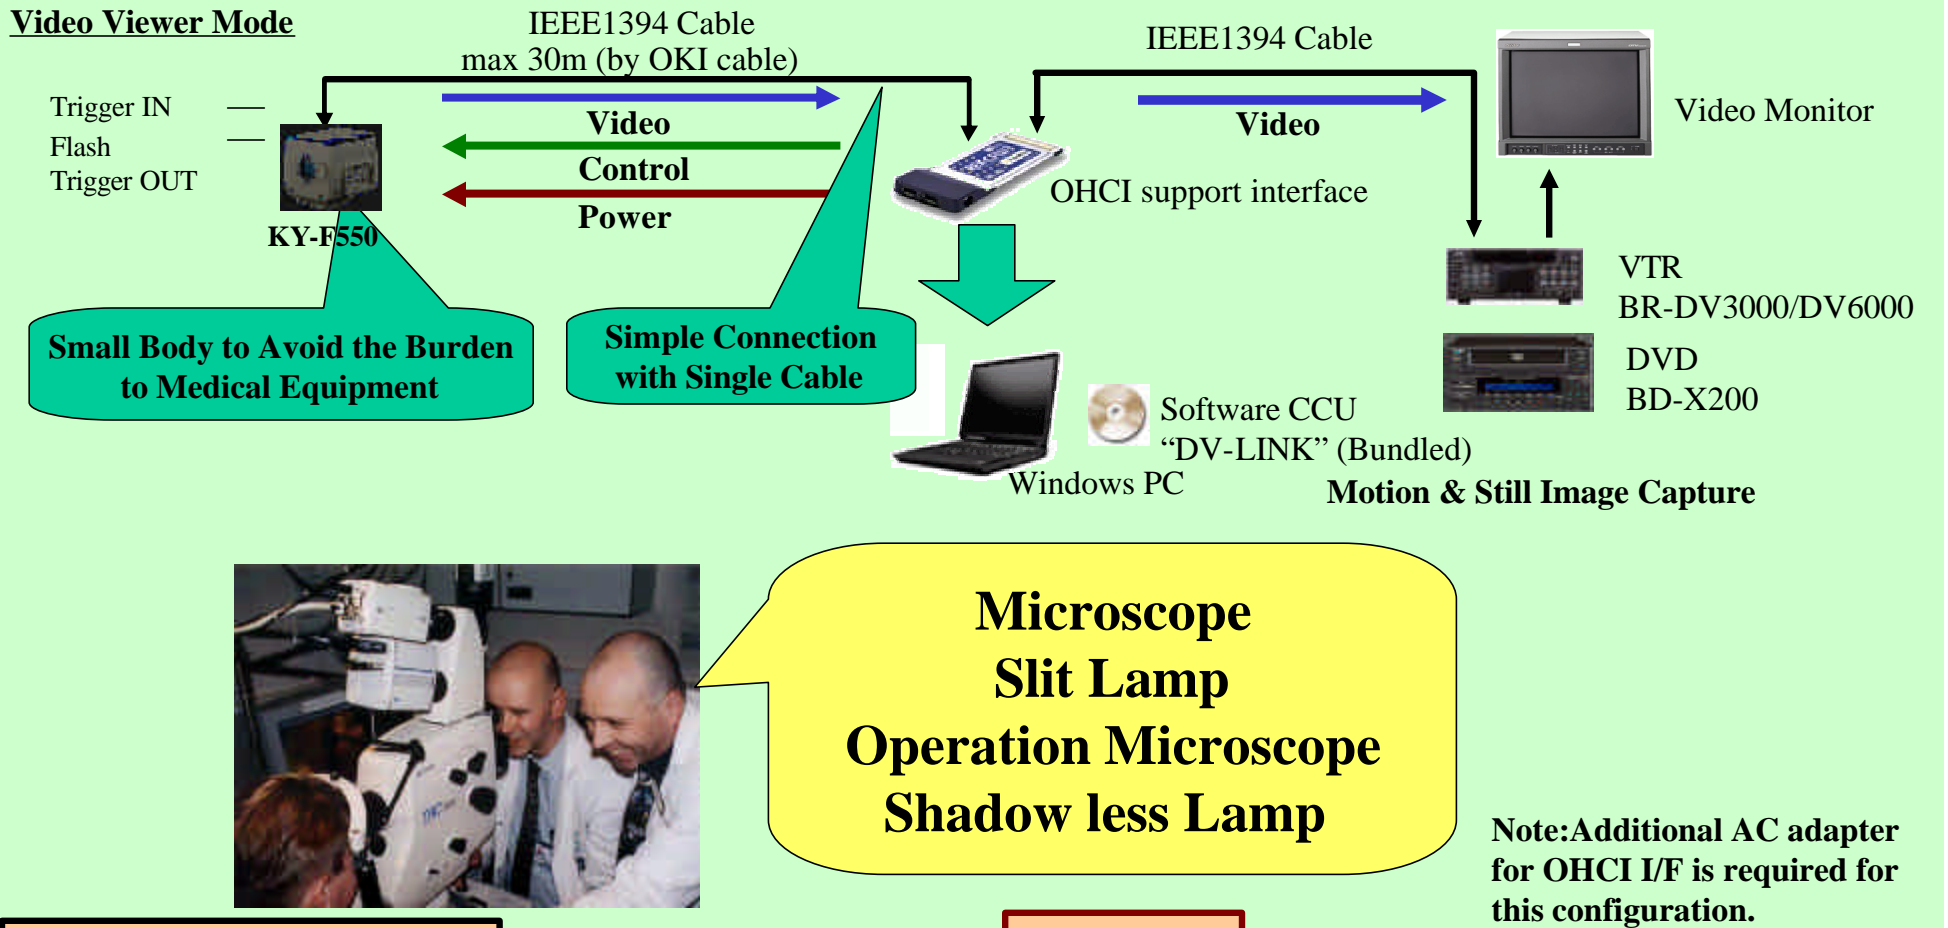 Video Viewer Mode
IEEE1394 Cable
max 30m (by OKI cable)
IEEE1394 Cable
Trigger IN
Flash
Trigger OUT
KY-F550
Video
Control
Power
Video
OHCI support interface
Video Monitor
VTR
BR-DV3000/DV6000
DVD
BD-X200
Small Body to Avoid the Burden
to Medical Equipment
Simple Connection
with Single Cable
Software CCU
“DV-LINK” (Bundled)
Windows PC
Motion & Still Image Capture
Microscope
Slit Lamp
Operation Microscope
Shadow less Lamp
Note:Additional AC adapter
for OHCI I/F is required for
this configuration.